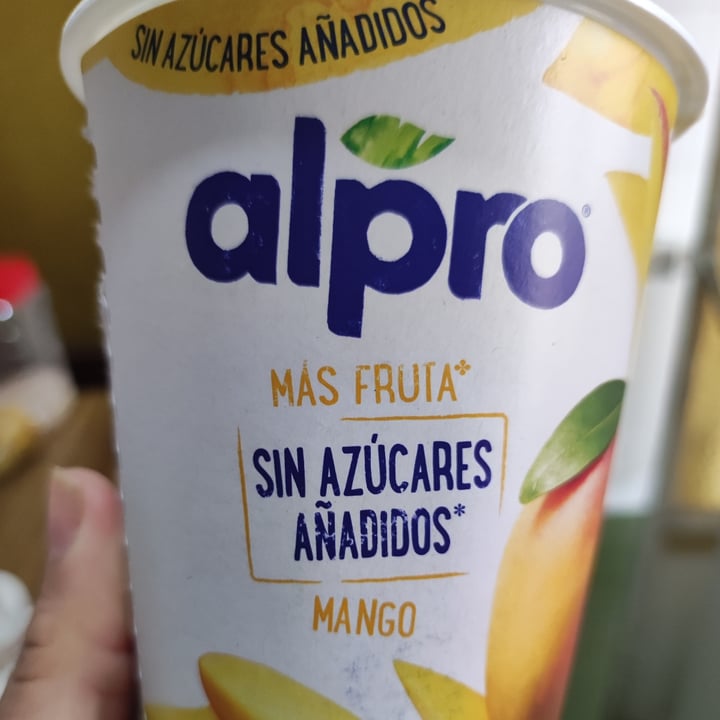 SIN AZÚCARES AÑADIDOS
alpro®
MÁS FRUTA*
SIN AZÚCARES
AÑADIDOS*
MANGO